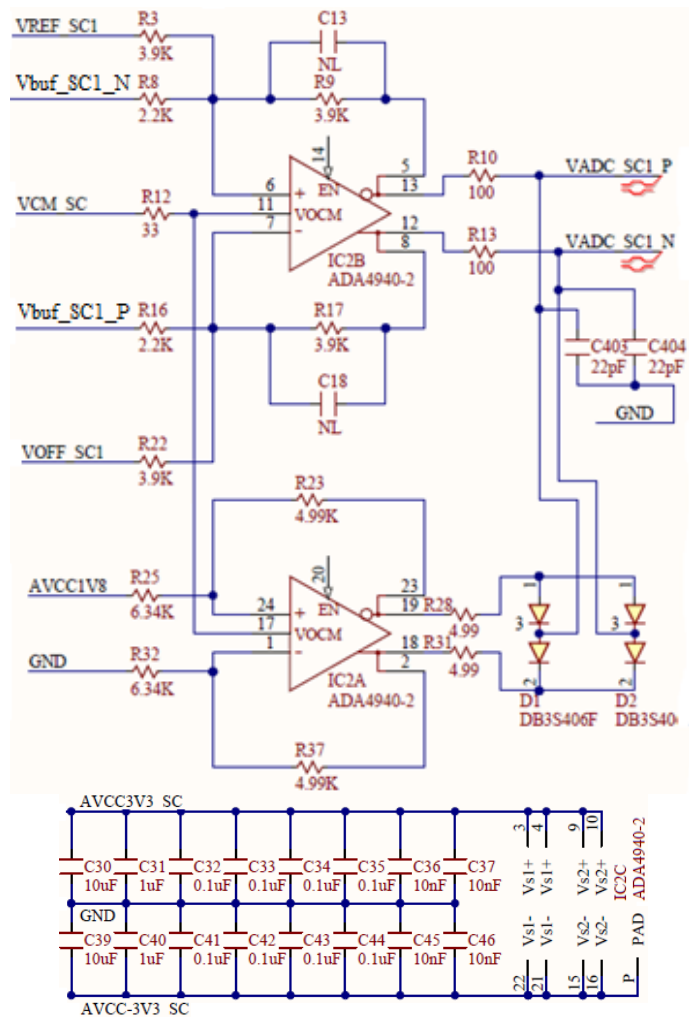 VREF_SC1
R3
3.9K
C13
NL
Vbuf_SC1_N
R8
2.2K
R9
3.9K
14
5
13
R10
100
VADC_SC1_P
6
+
EN
VCM_SC
R12
33
11
VOCM
7
-
12
8
R13
100
VADC_SC1_N
IC2B
ADA4940-2
Vbuf_SC1_P
R16
2.2K
R17
3.9K
C403
22pF
C404
22pF
C18
NL
GND
VOFF_SC1
R22
3.9K
R23
4.99K
20
AVCC1V8
R25
6.34K
24
+
EN
23
19
R28
4.99
1
1
17
VOCM
3
3
GND
R32
6.34K
1
-
18
2
R31
4.99
IC2A
ADA4940-2
2
2
D1
DB3S406F
D2
DB3S40
R37
4.99K
AVCC3V3_SC
3
4
9
10
C30
10uF
C31
1uF
C32
0.1uF
C33
0.1uF
C34
0.1uF
C35
0.1uF
C36
10nF
C37
10nF
Vs1+
Vs1+
Vs2+
Vs2+
IC2C
ADA4940-2
GND
C39
10uF
C40
1uF
C41
0.1uF
C42
0.1uF
C43
0.1uF
C44
0.1uF
C45
10nF
C46
10nF
Vs1-
Vs1-
Vs2-
Vs2-
PAD
22
21
15
16
P
AVCC-3V3_SC